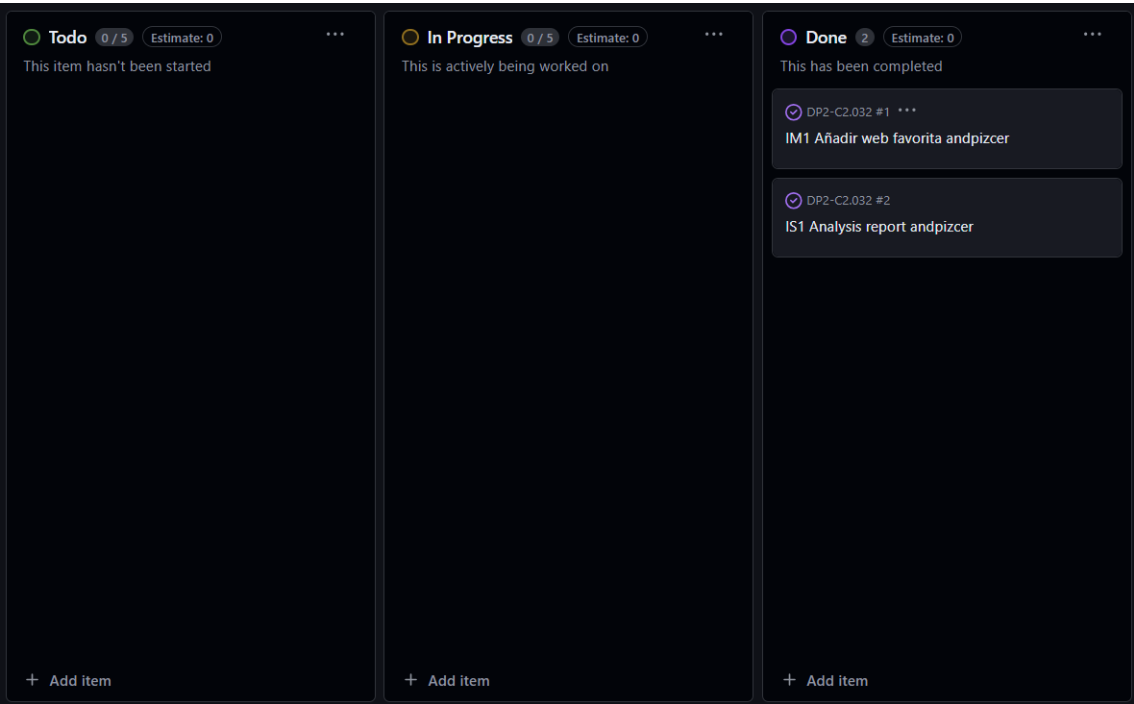 Todo 0 / 5 Estimate: 0
This item hasn't been started
Add item
In Progress 0 / 5 Estimate: 0
This is actively being worked on
Add item
Done 2 Estimate: 0
This has been completed
DP2-C2.032 #1
IM1 Añadir web favorita andpizcer
DP2-C2.032 #2
IS1 Analysis report andpizcer
Add item